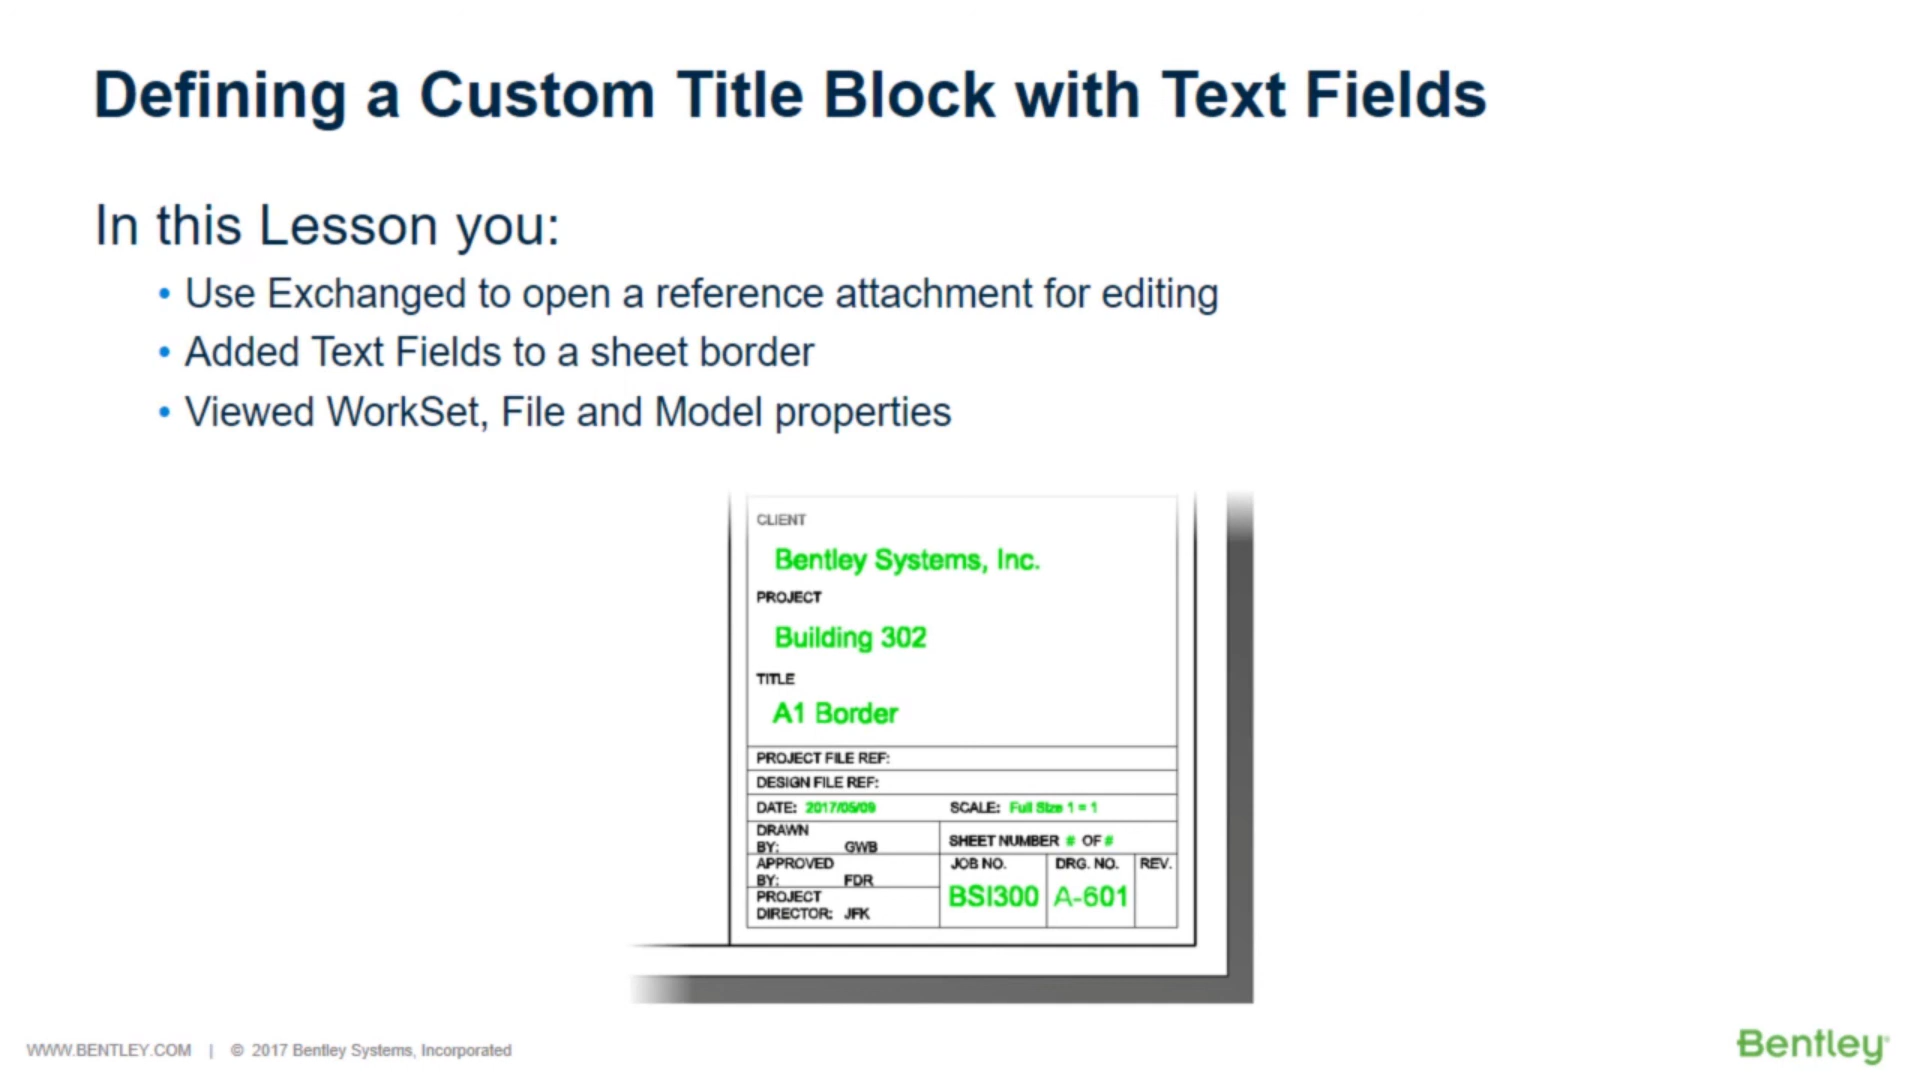 Defining a Custom Title Block with Text Fields
In this Lesson you:
• Use Exchanged to open a reference attachment for editing
• Added Text Fields to a sheet border
• Viewed WorkSet, File and Model properties
CLIENT
Bentley Systems, Inc.
PROJECT
Building 302
TITLE
A1 Border
PROJECT FILE REF:
DESIGN FILE REF:
DATE: 2017/05/09 SCALE: Full Size 1 = 1
DRAWN
BY: GWB
SHEET NUMBER # OF #
APPROVED
BY: FDR
PROJECT
DIRECTOR: JFK
JOB NO. DRG. NO. REV.
BSI300 A-601
WWW.BENTLEY.COM | © 2017 Bentley Systems, Incorporated
Bentley